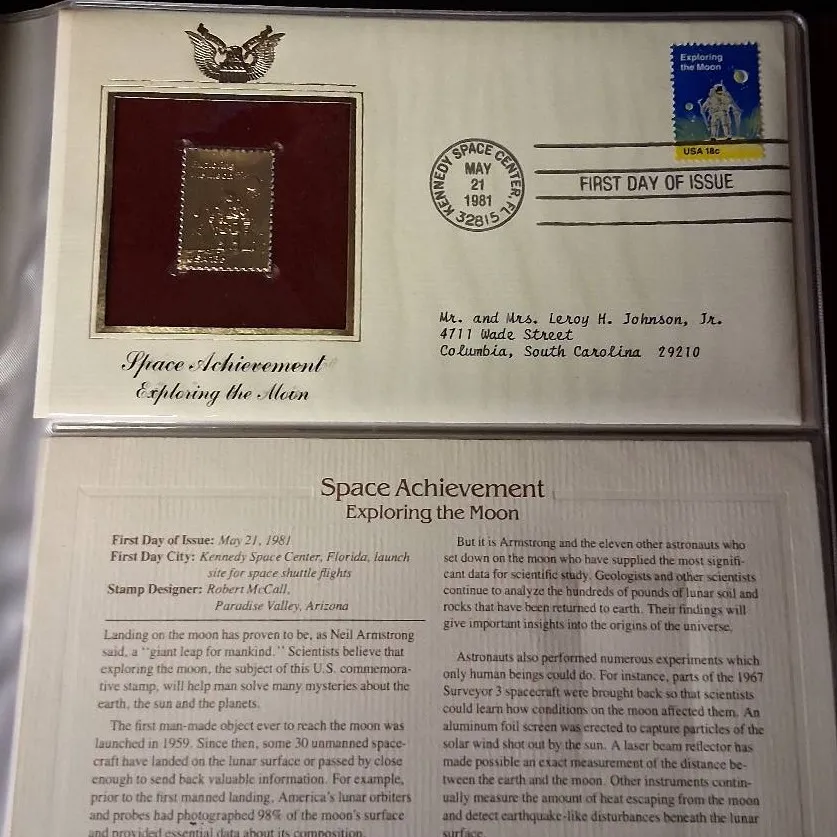 Exploring
the Moon
USA 18c
KENNEDY SPACE CENTER, FL
MAY
21
1981
32815
FIRST DAY OF ISSUE
Mr. and Mrs. Leroy H. Johnson, Jr.
4711 Wade Street
Columbia, South Carolina 29210
Space Achievement
Exploring the Moon
Space Achievement
Exploring the Moon
First Day of Issue: May 21, 1981
First Day City: Kennedy Space Center, Florida, launch
site for space shuttle flights
Stamp Designer: Robert McCall,
Paradise Valley, Arizona
Landing on the moon has proven to be, as Neil Armstrong
said, a "giant leap for mankind." Scientists believe that
exploring the moon, the subject of this U.S. commemora-
tive stamp, will help man solve many mysteries about the
earth, the sun and the planets.
The first man-made object ever to reach the moon was
launched in 1959. Since then, some 30 unmanned space-
craft have landed on the lunar surface or passed by close
enough to send back valuable information. For example,
prior to the first manned landing, America's lunar orbiters
and probes had photographed 98% of the moon's surface
and provided essential data about its composition.
But it is Armstrong and the eleven other astronauts who
set down on the moon who have supplied the most signifi-
cant data for scientific study. Geologists and other scientists
continue to analyze the hundreds of pounds of lunar soil and
rocks that have been returned to earth. Their findings will
give important insights into the origins of the universe.
Astronauts also performed numerous experiments which
only human beings could do. For instance, parts of the 1967
Surveyor 3 spacecraft were brought back so that scientists
could learn how conditions on the moon affected them. An
aluminum foil screen was erected to capture particles of the
solar wind shot out by the sun. A laser beam reflector has
made possible an exact measurement of the distance be-
tween the earth and the moon. Other instruments contin-
ually measure the amount of heat escaping from the moon
and detect earthquake-like disturbances beneath the lunar
surface.